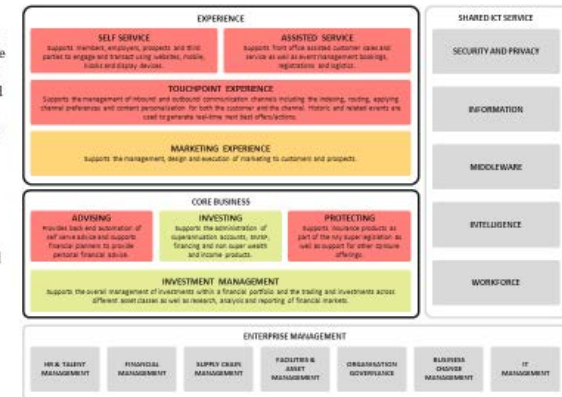 EXPERIENCE
SELF SERVICE
Supports members, employers, prospects and third
parties to engage and transact using websites, mobile,
kiosks and display devices.
ASSISTED SERVICE
Supports front office assisted customer sales and
service as well as event management bookings,
registrations and logistics.
TOUCHPOINT EXPERIENCE
Supports the management of inbound and outbound communication channels including the indexing, routing, applying
channel preferences and content personalisation for both the customer and the channel. Historic and related events are
used to generate real-time next best offers/actions.
MARKETING EXPERIENCE
Supports the management, design and execution of marketing to customers and prospects.
CORE BUSINESS
ADVISING
Provides back end automation of
self serve advice and supports
financial planners to provide
personal financial advice.
INVESTING
Supports the administration of
superannuation accounts,
financing and non super wealth
and income products.
PROTECTING
Supports insurance products as
part of the super legislation as
well as support for other
offerings.
INVESTMENT MANAGEMENT
Supports the overall management of investments within a financial portfolio and the trading and investments across
different asset classes as well as research, analysis and reporting of financial markets.
SHARED ICT SERVICE
SECURITY AND PRIVACY
INFORMATION
MIDDLEWARE
INTELLIGENCE
WORKFORCE
ENTERPRISE MANAGEMENT
HR & TALENT
MANAGEMENT
FINANCIAL
MANAGEMENT
SUPPLY CHAIN
MANAGEMENT
FACILITIES &
ASSET
MANAGEMENT
ORGANISATION
GOVERNANCE
BUSINESS
CHANGE
MANAGEMENT
IT
MANAGEMENT